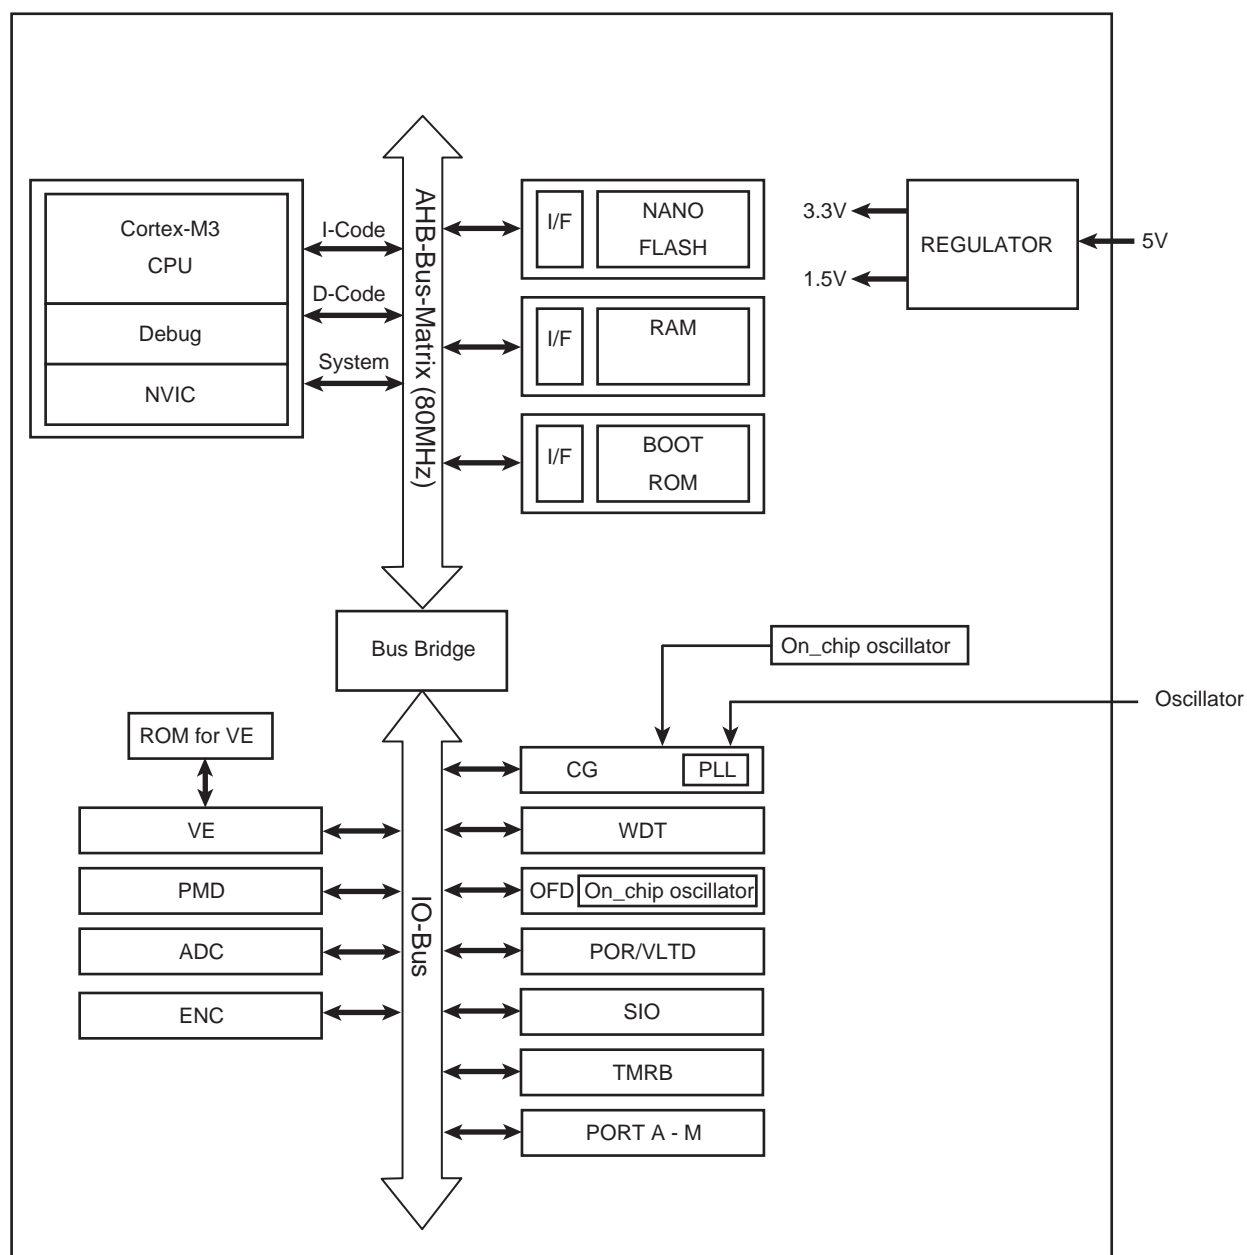 Cortex-M3
CPU
Debug
NVIC
I-Code
D-Code
System
AHB-Bus-Matrix (80MHz)
I/F
NANO
FLASH
I/F
RAM
I/F
BOOT
ROM
3.3V
1.5V
REGULATOR
5V
Bus Bridge
On_chip oscillator
Oscillator
ROM for VE
VE
PMD
ADC
ENC
IO-Bus
CG
PLL
WDT
OFD
On_chip oscillator
POR/VLTD
SIO
TMRB
PORT A - M